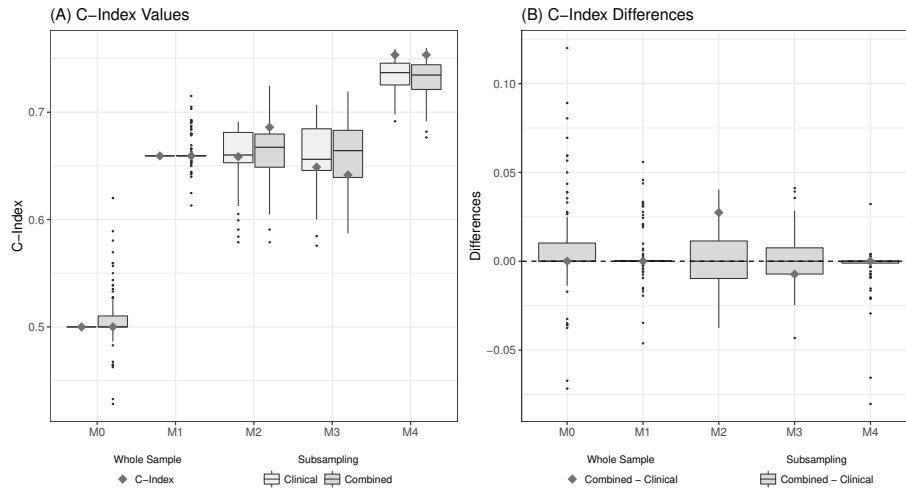 (A) C−Index Values
C−Index
0.7
0.6
0.5
M0 M1 M2 M3 M4
Whole Sample Subsampling
C−Index Clinical Combined
(B) C−Index Differences
Differences
0.10
0.05
0.00
−0.05
M0 M1 M2 M3 M4
Whole Sample Subsampling
Combined − Clinical Combined − Clinical